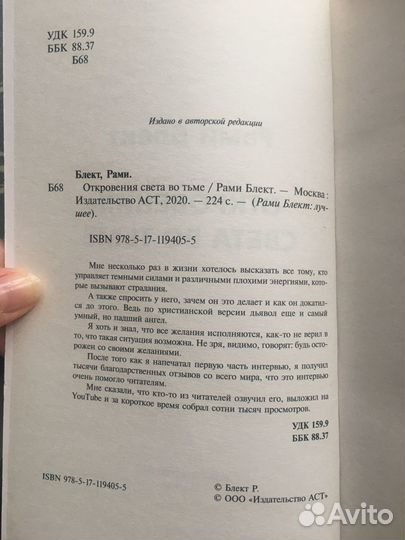 УДК 159.9
ББК 88.37
Б68
Издано в авторской редакции
Блект, Рами.
Б68 Откровения света во тьме / Рами Блект. — Москва :
Издательство АСТ, 2020. — 224 с. — (Рами Блект: луч-
шее).
ISBN 978-5-17-119405-5
Мне несколько раз в жизни хотелось высказать все тому, кто
управляет темными силами и различными плохими энергиями,
которые вызывают страдания.
А также спросить у него, зачем он это делает и как он докатил-
ся до этого. Ведь по христианской версии дьявол еще и самый
умный, но падший ангел.
Я хоть и знал, что все желания исполняются, как-то не верил в
то, что такая ситуация возможна. Не зря, видимо, говорят: будь осто-
рожен со своими желаниями.
После того как я напечатал первую часть интервью, я получил
тысячи благодарственных отзывов со всего мира, что это интервью
очень помогло читателям.
Мне сказали, что кто-то из читателей озвучил его, выложил на
YouTube и за короткое время собрал сотни тысяч просмотров.
УДК 159.9
ББК 88.37
ISBN 978-5-17-119405-5
© Блект Р.
© ООО «Издательство АСТ»
Avito